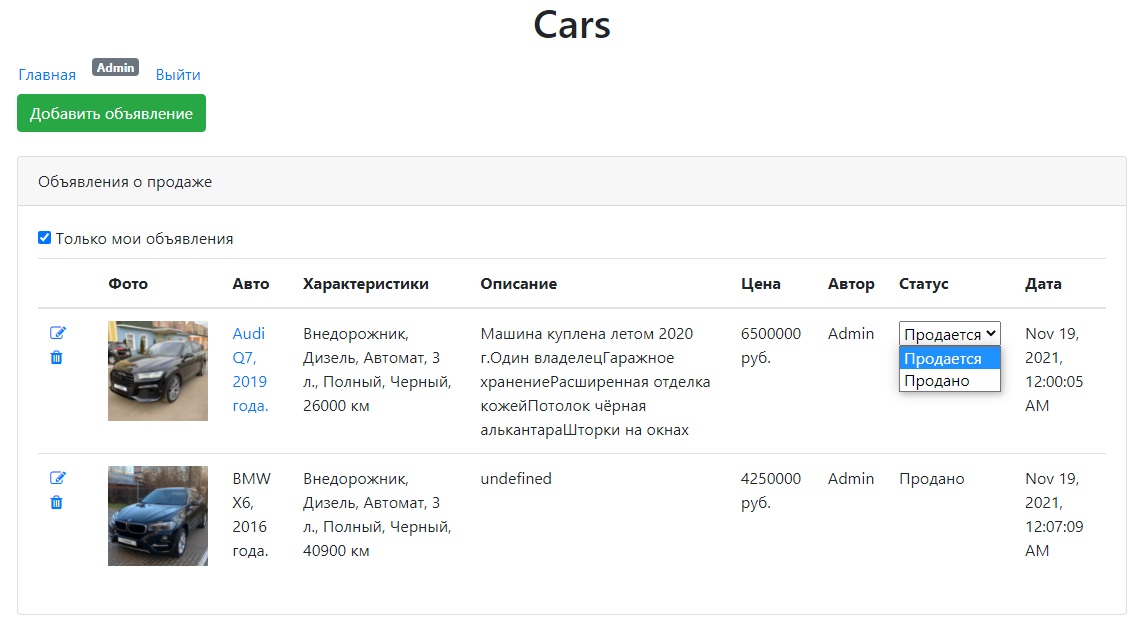 Cars
Главная Admin Выйти
Добавить объявление
Объявления о продаже
Только мои объявления
Фото Авто Характеристики Описание Цена Автор Статус Дата
Audi Внедорожник, Машина куплена летом 2020 6500000 Admin Продается Nov 19,
Q7, Дизель, Автомат, 3 г.Один владелецГаражное руб. Продается 2021,
2019 л., Полный, Черный, хранениеРасширенная отделка Продано 12:00:05
года. 26000 км кожейПотолок чёрная AM
алькантараШторки на окнах
BMW Внедорожник, undefined 4250000 Admin Продано Nov 19,
X6, Дизель, Автомат, 3 руб. 2021,
2016 л., Полный, Черный, 12:07:09
года. 40900 км AM